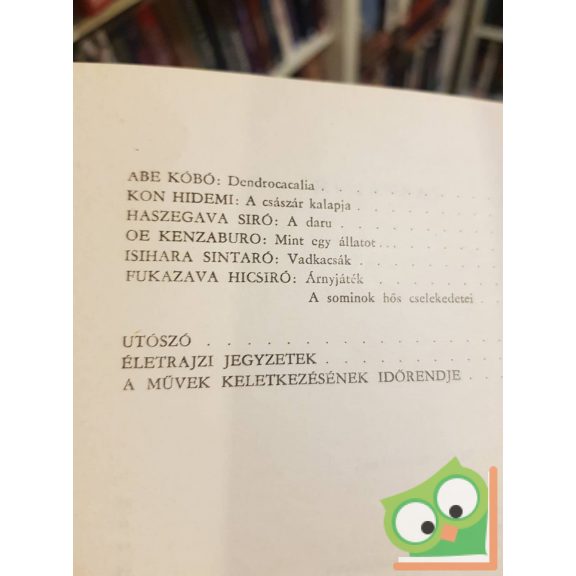 ABE KÓBÓ: Dendrocacalia . . . . . . . . .
KON HIDEMI: A császár kalapja . . . . . . .
HASZEGAVA SIRÓ: A daru . . . . . . . .
OE KENZABURO: Mint egy állatot . . . . . . .
ISIHARA SINTARÓ: Vadkacsák . . . . . . .
FUKAZAVA HICSIRÓ: Árnyjáték . . . . . . .
A sominok hős cselekedetei . .
UTÓSZÓ . . . . . . . . . . . . .
ÉLETRAJZI JEGYZETEK . . . . . . . . .
A MŰVEK KELETKEZÉSÉNEK IDŐRENDJE . . .